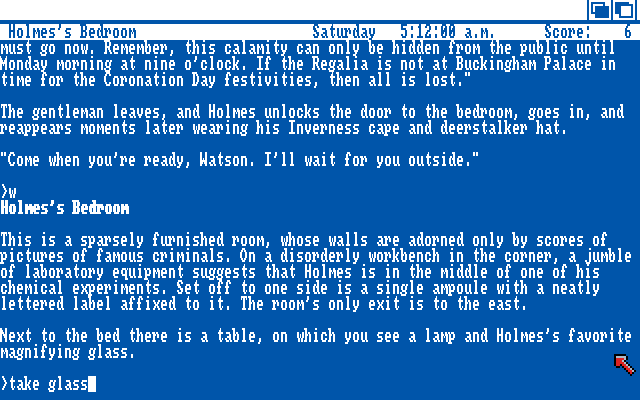 Holmes's Bedroom Saturday 5:12:00 a.m. Score: 6
must go now. Remember, this calamity can only be hidden from the public until
Monday morning at nine o'clock. If the Regalia is not at Buckingham Palace in
time for the Coronation Day festivities, then all is lost."
The gentleman leaves, and Holmes unlocks the door to the bedroom, goes in, and
reappears moments later wearing his Inverness cape and deerstalker hat.
"Come when you're ready, Watson. I'll wait for you outside."
>w
Holmes's Bedroom
This is a sparsely furnished room, whose walls are adorned only by scores of
pictures of famous criminals. On a disorderly workbench in the corner, a jumble
of laboratory equipment suggests that Holmes is in the middle of one of his
chemical experiments. Set off to one side is a single ampoule with a neatly
lettered label affixed to it. The room's only exit is to the east.
Next to the bed there is a table, on which you see a lamp and Holmes's favorite
magnifying glass.
>take glass